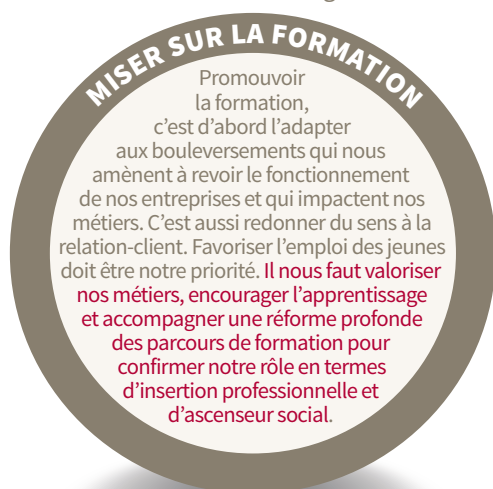 MISER SUR LA FORMATION
Promouvoir
la formation,
c’est d’abord l’adapter
aux bouleversements qui nous
amènent à revoir le fonctionnement
de nos entreprises et qui impactent nos
métiers. C’est aussi redonner du sens à la
relation-client. Favoriser l’emploi des jeunes
doit être notre priorité. Il nous faut valoriser
nos métiers, encourager l’apprentissage
et accompagner une réforme profonde
des parcours de formation pour
confirmer notre rôle en termes
d’insertion professionnelle et
d’ascenseur social.